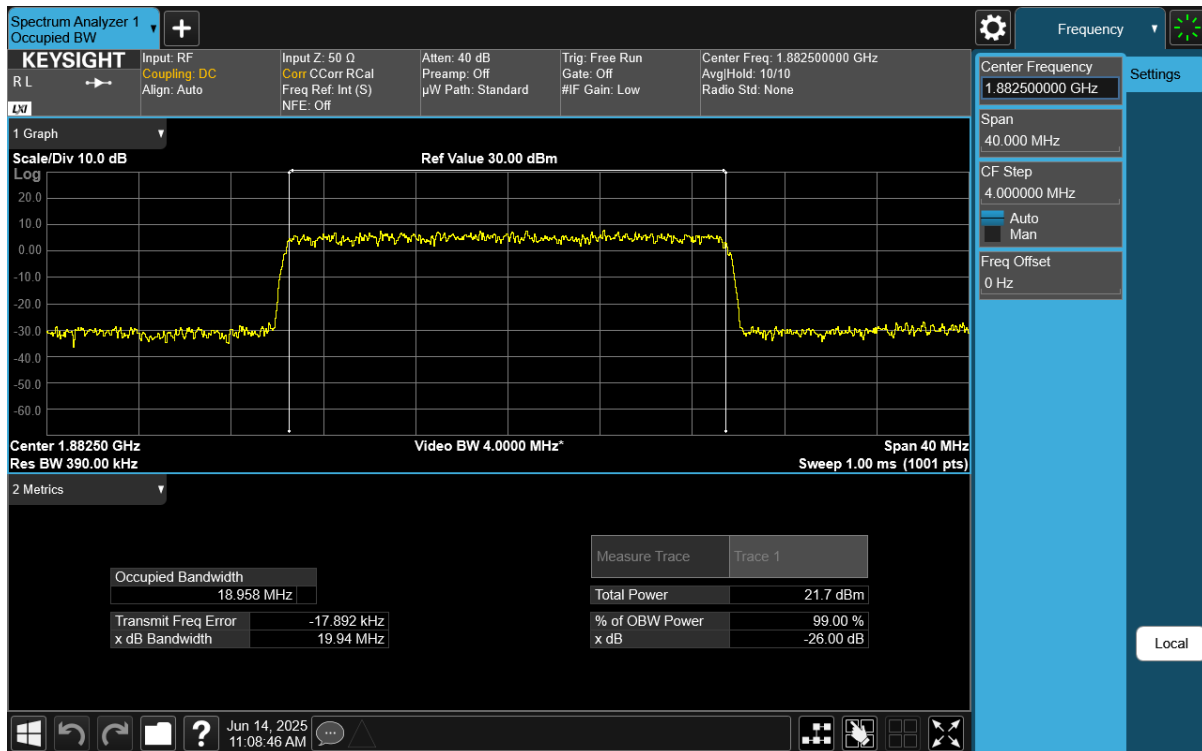 Spectrum Analyzer 1
Occupied BW
Frequency
KEYSIGHT
R L
LXI
Input: RF
Coupling: DC
Align: Auto
Input Z: 50 Ω
Corr CCorr RCal
Freq Ref: Int (S)
NFE: Off
Atten: 40 dB
Preamp: Off
µW Path: Standard
Trig: Free Run
Gate: Off
#IF Gain: Low
Center Freq: 1.882500000 GHz
Avg|Hold: 10/10
Radio Std: None
Center Frequency
1.882500000 GHz
Settings
Span
40.000 MHz
CF Step
4.000000 MHz
Auto
Man
Freq Offset
0 Hz
Local
1 Graph
Scale/Div 10.0 dB
Ref Value 30.00 dBm
Log
20.0
10.0
0.00
-10.0
-20.0
-30.0
-40.0
-50.0
-60.0
Center 1.88250 GHz
Video BW 4.0000 MHz*
Span 40 MHz
Res BW 390.00 kHz
Sweep 1.00 ms (1001 pts)
2 Metrics
Measure Trace Trace 1
Occupied Bandwidth
18.958 MHz
Total Power 21.7 dBm
Transmit Freq Error -17.892 kHz
% of OBW Power 99.00 %
x dB Bandwidth 19.94 MHz
x dB -26.00 dB
Jun 14, 2025
11:08:46 AM